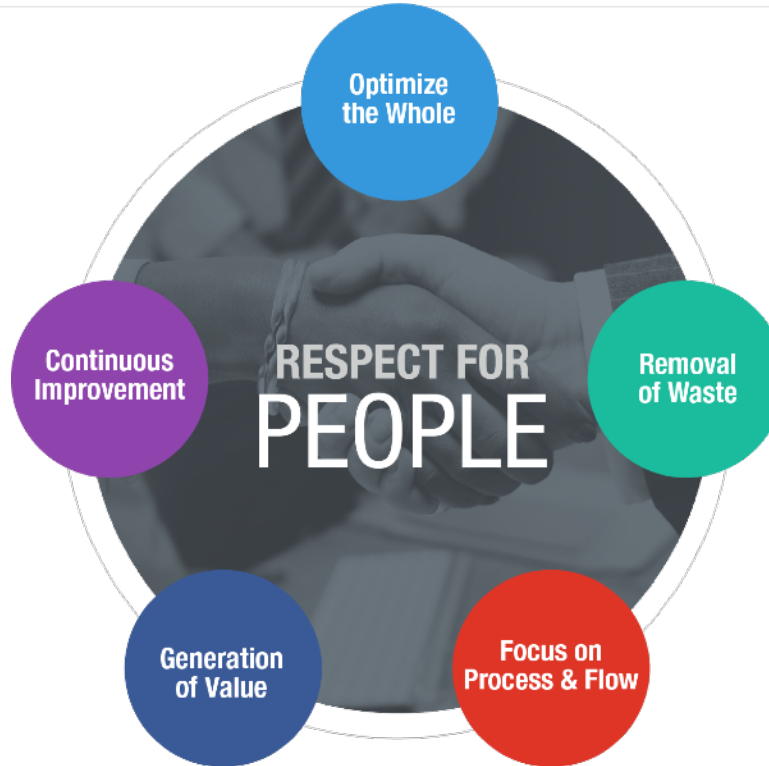 Optimize
the Whole
Removal
of Waste
Focus on
Process & Flow
Generation
of Value
Continuous
Improvement
RESPECT FOR
PEOPLE